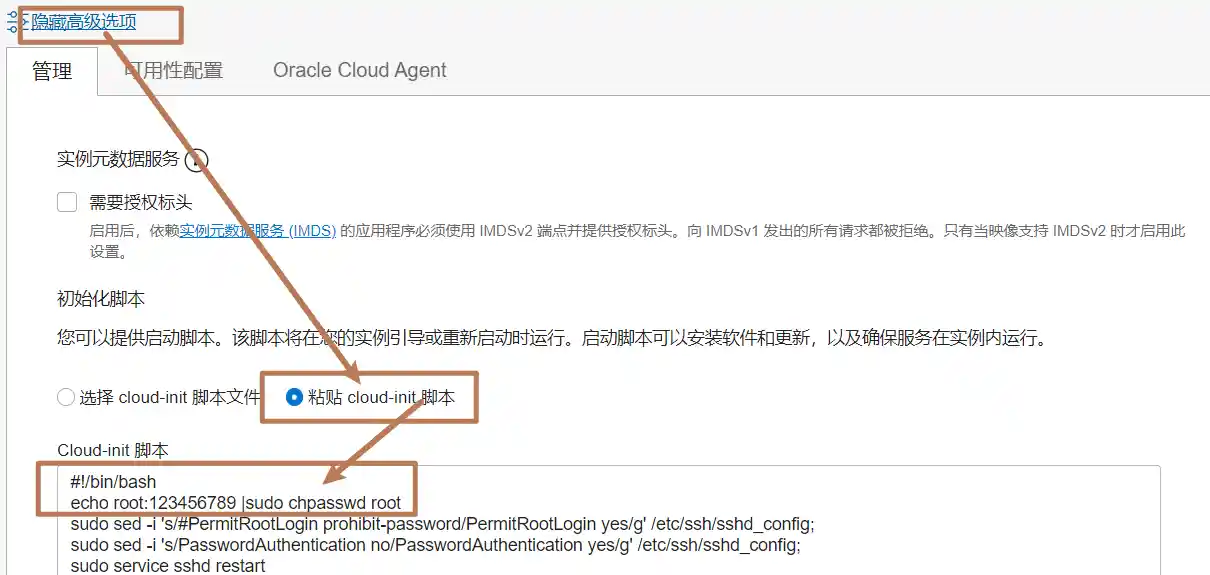 隐藏高级选项
管理
可用性配置
Oracle Cloud Agent
实例元数据服务
需要授权标头
启用后，依赖实例元数据服务 (IMDS) 的应用程序必须使用 IMDSv2 端点并提供授权标头。向 IMDSv1 发出的所有请求都被拒绝。只有当映像支持 IMDSv2 时才启用此
设置。
初始化脚本
您可以提供启动脚本。该脚本将在您的实例引导或重新启动时运行。启动脚本可以安装软件和更新，以及确保服务在实例内运行。
选择 cloud-init 脚本文件
粘贴 cloud-init 脚本
Cloud-init 脚本
#!/bin/bash
echo root:123456789 |sudo chpasswd root
sudo sed -i 's/#PermitRootLogin prohibit-password/PermitRootLogin yes/g' /etc/ssh/sshd_config;
sudo sed -i 's/PasswordAuthentication no/PasswordAuthentication yes/g' /etc/ssh/sshd_config;
sudo service sshd restart